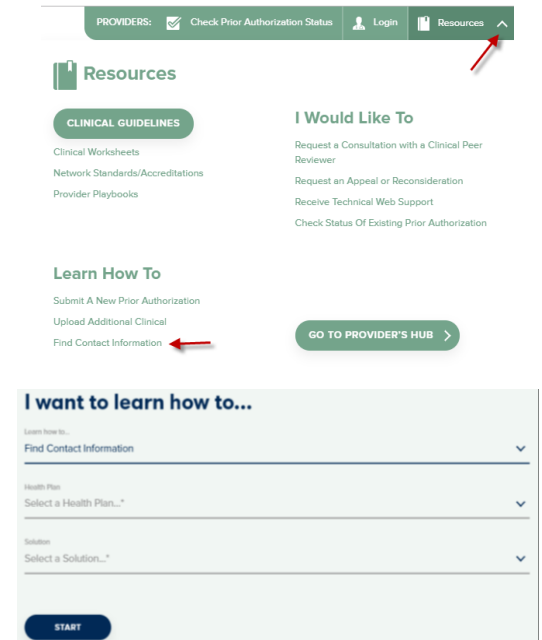 PROVIDERS: Check Prior Authorization Status Login Resources
Resources
CLINICAL GUIDELINES
Clinical Worksheets
Network Standards/Accreditations
Provider Playbooks
I Would Like To
Request a Consultation with a Clinical Peer
Reviewer
Request an Appeal or Reconsideration
Receive Technical Web Support
Check Status Of Existing Prior Authorization
Learn How To
Submit A New Prior Authorization
Upload Additional Clinical
Find Contact Information
GO TO PROVIDER'S HUB
I want to learn how to...
Learn how to...
Find Contact Information
Health Plan
Select a Health Plan...*
Solution
Select a Solution...*
START